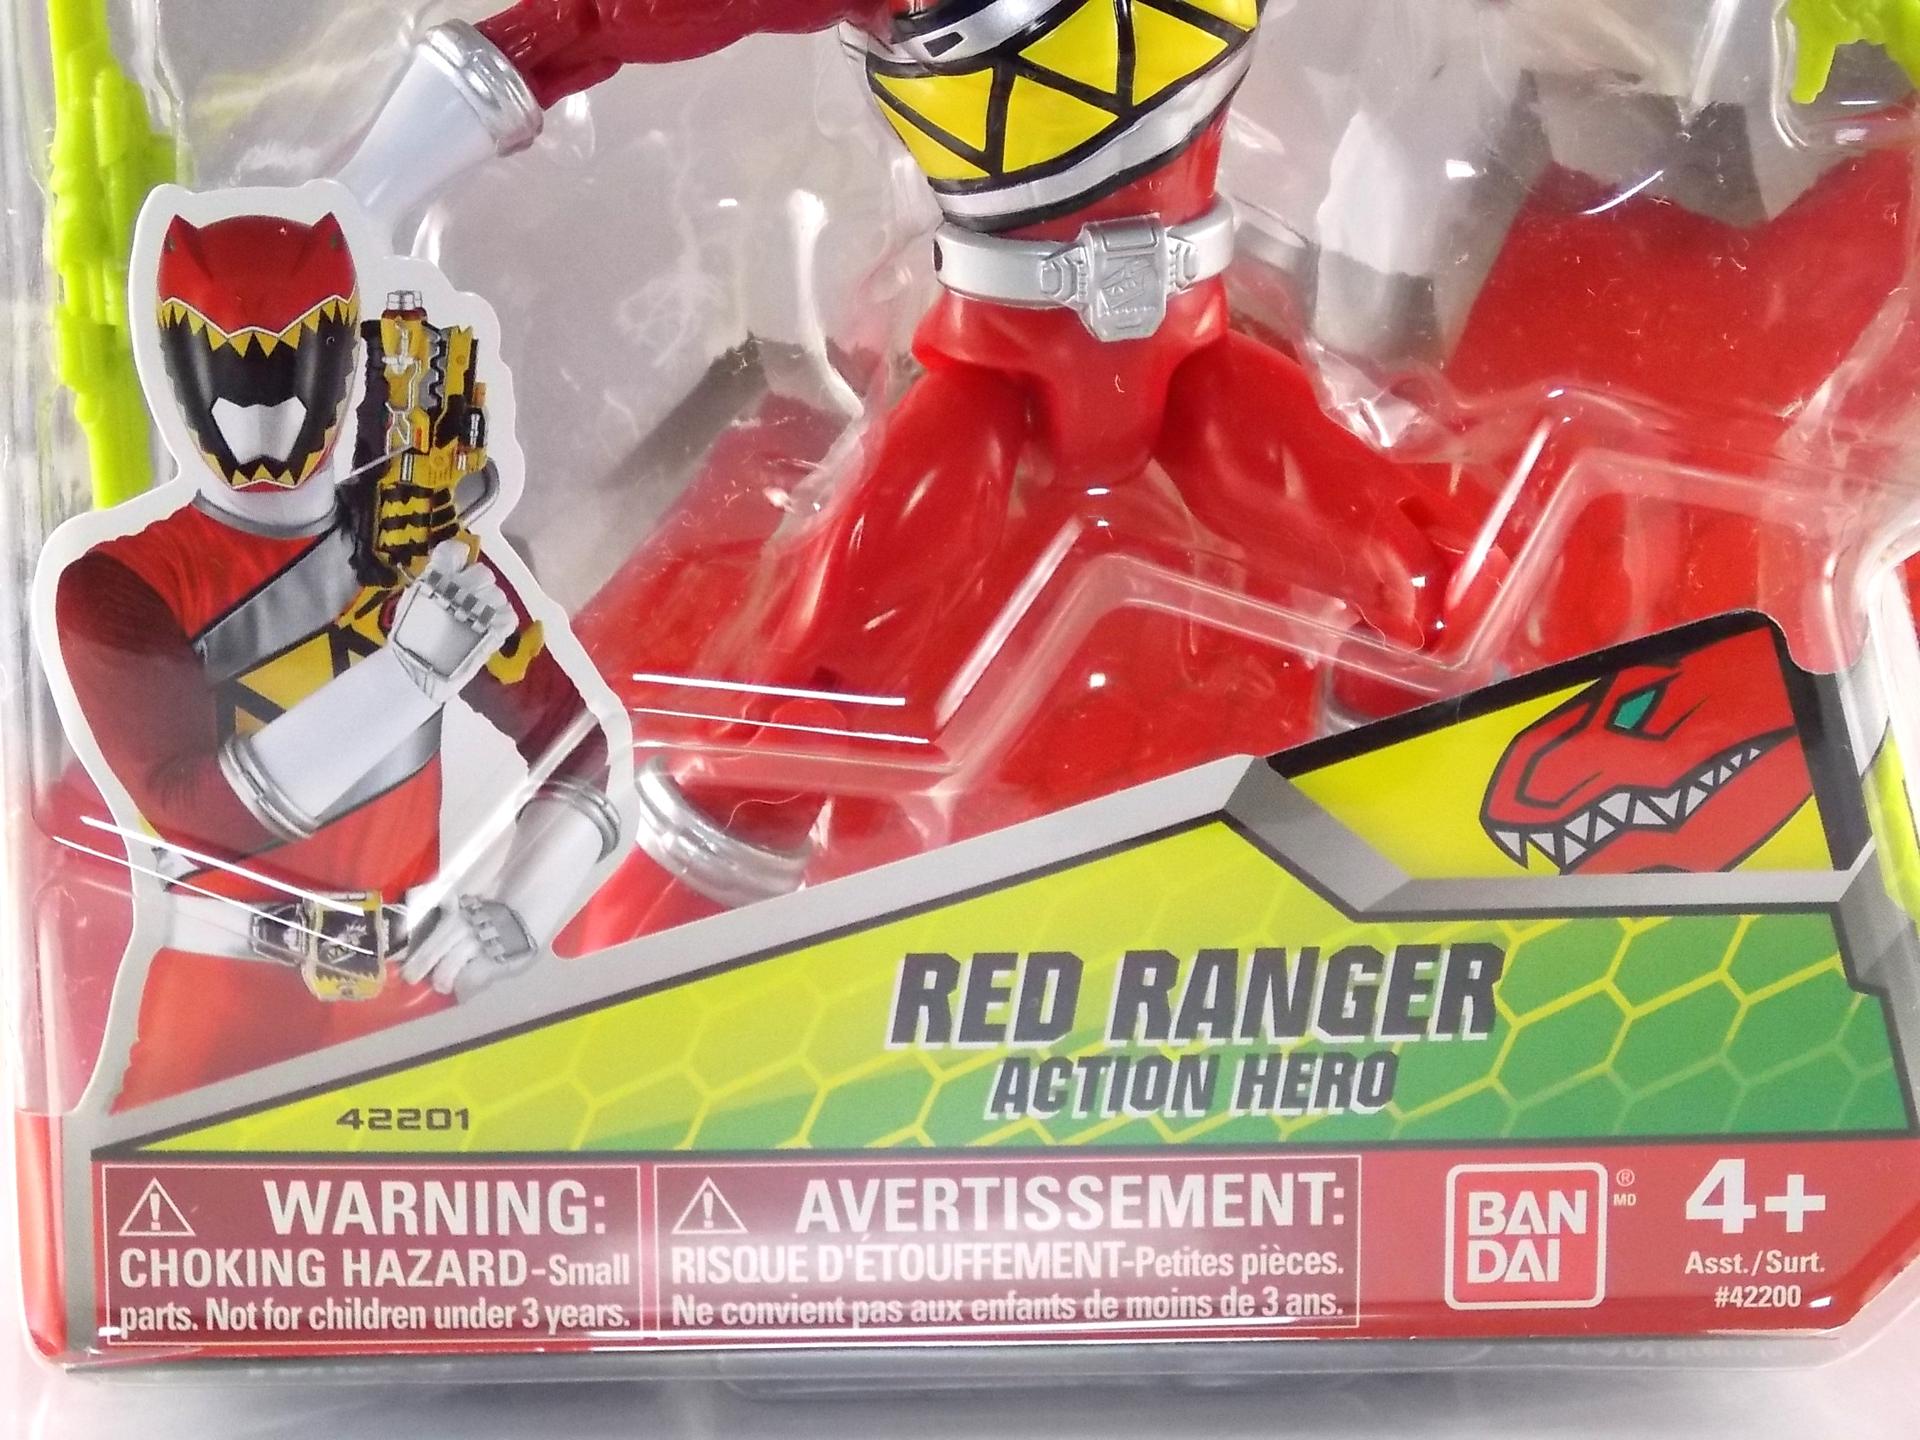 RED RANGER
ACTION HERO
42201
WARNING:
CHOKING HAZARD-Small
parts. Not for children under 3 years.
AVERTISSEMENT:
RISQUE D'ÉTOUFFEMENT-Petites pièces.
Ne convient pas aux enfants de moins de 3 ans.
BAN
DAI
®
MD
4+
Asst./Surt.
#42200